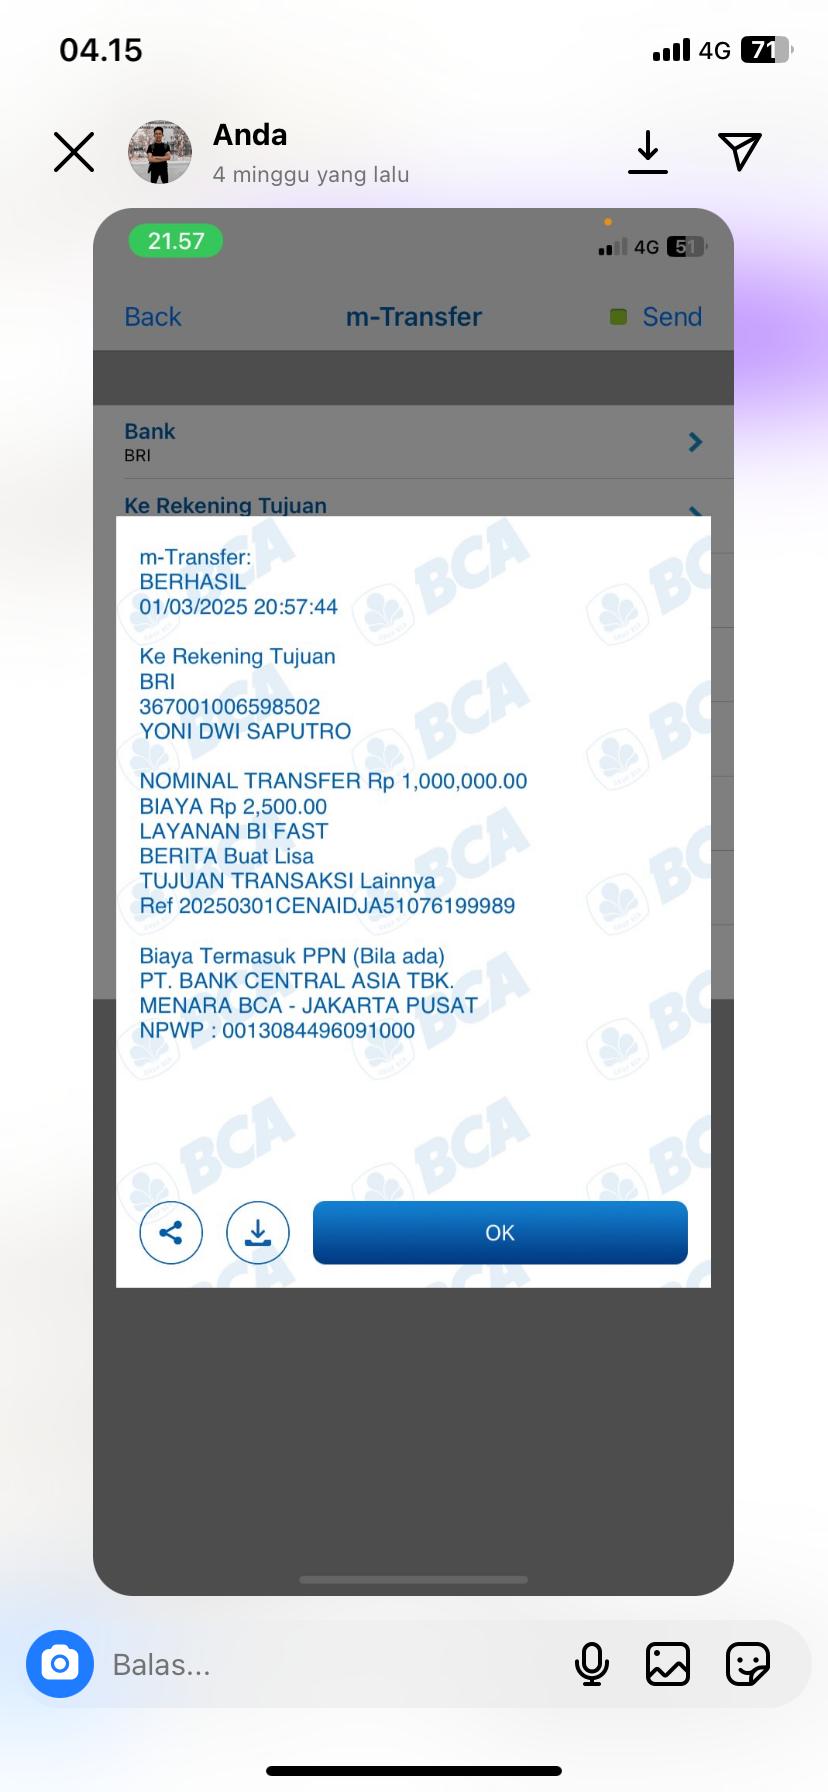 04.15
4G
71
Anda
4 minggu yang lalu
21.57
4G
51
Back
m-Transfer
Send
Bank
BRI
Ke Rekening Tujuan
m-Transfer:
BERHASIL
01/03/2025 20:57:44
Ke Rekening Tujuan
BRI
367001006598502
YONI DWI SAPUTRO
NOMINAL TRANSFER Rp 1,000,000.00
BIAYA Rp 2,500.00
LAYANAN BI FAST
BERITA Buat Lisa
TUJUAN TRANSAKSI Lainnya
Ref 20250301CENAIDJA51076199989
Biaya Termasuk PPN (Bila ada)
PT. BANK CENTRAL ASIA TBK.
MENARA BCA - JAKARTA PUSAT
NPWP : 0013084496091000
BCA
OK
Balas...